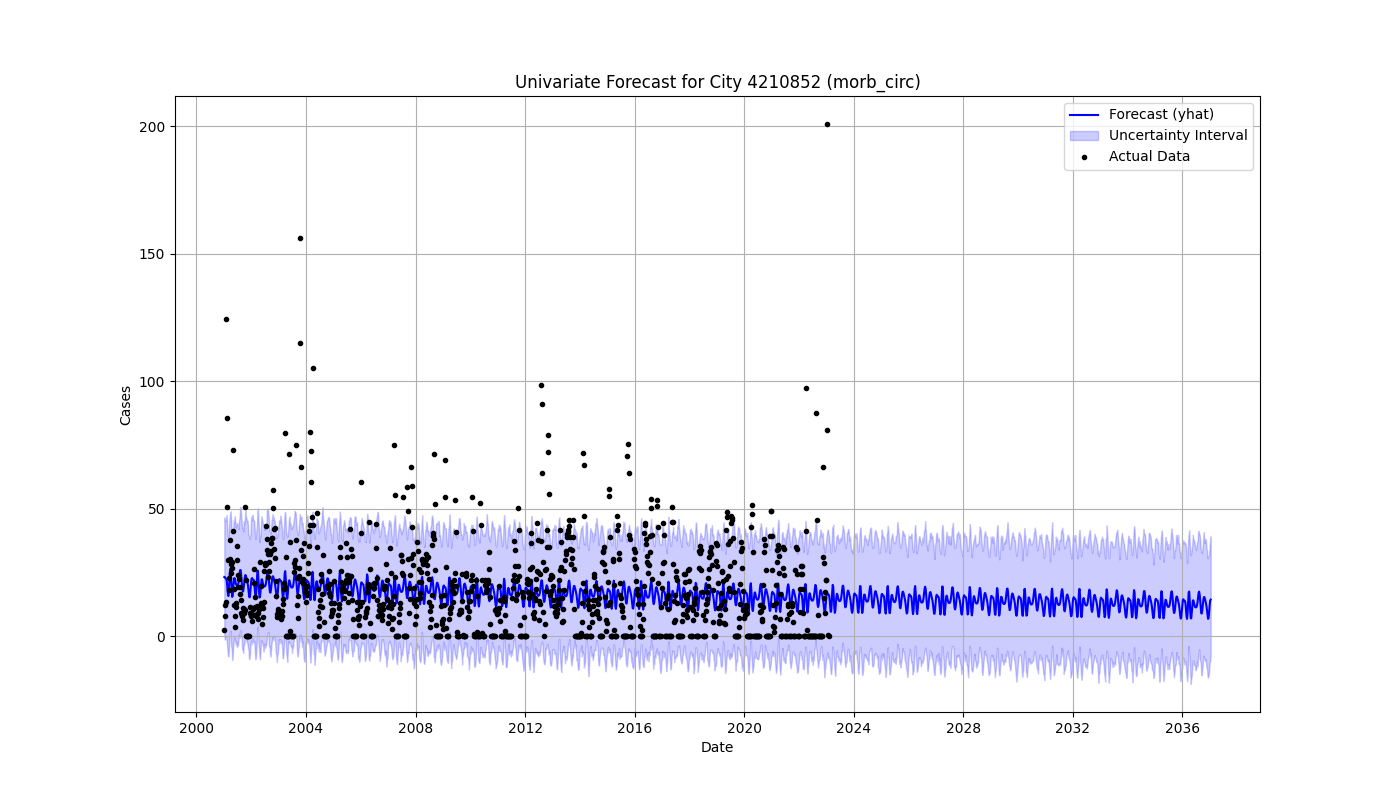 Univariate Forecast for City 4210852 (morb_circ)
Forecast (yhat)
Uncertainty Interval
Actual Data
Cases
200
150
100
50
0
2000 2004 2008 2012 2016 2020 2024 2028 2032 2036
Date